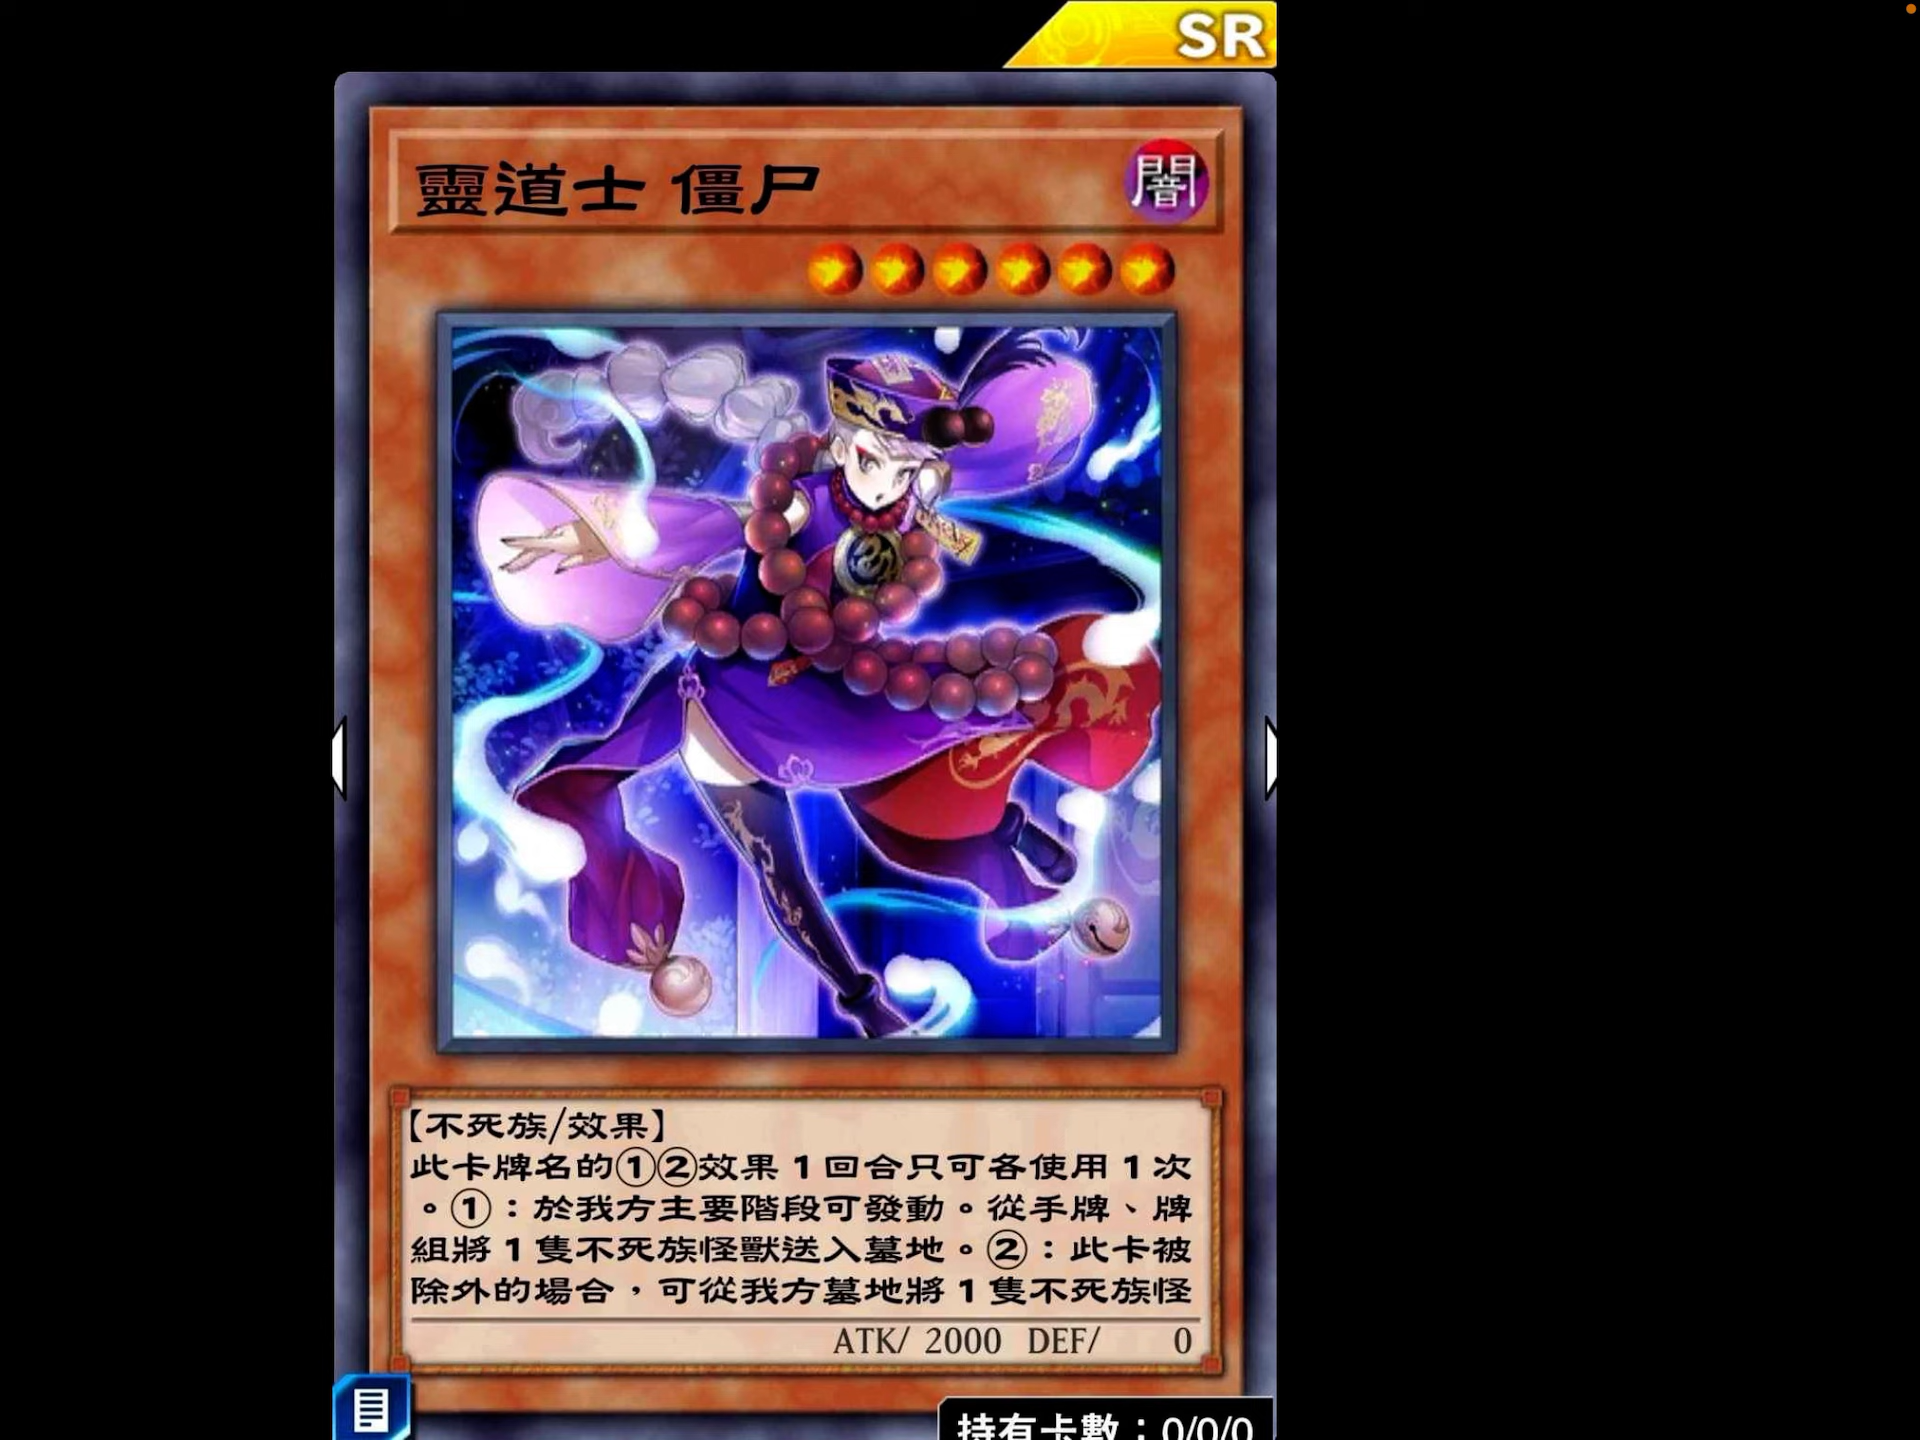 SR
靈道士 僵尸
闇
【不死族/效果】
此卡牌名的①②效果1回合只可各使用1次
。①：於我方主要階段可發動。從手牌、牌
組將1隻不死族怪獸送入墓地。②：此卡被
除外的場合，可從我方墓地將1隻不死族怪
ATK/ 2000 DEF/ 0
持有卡數：0/0/0